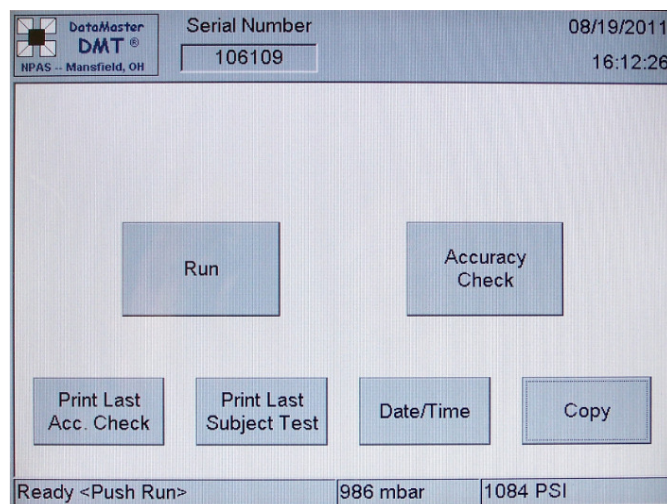 DataMaster
DMT ®
NPAS -- Mansfield, OH
Serial Number
106109
08/19/2011
16:12:26
Run
Accuracy
Check
Print Last
Acc. Check
Print Last
Subject Test
Date/Time
Copy
Ready <Push Run>
986 mbar
1084 PSI